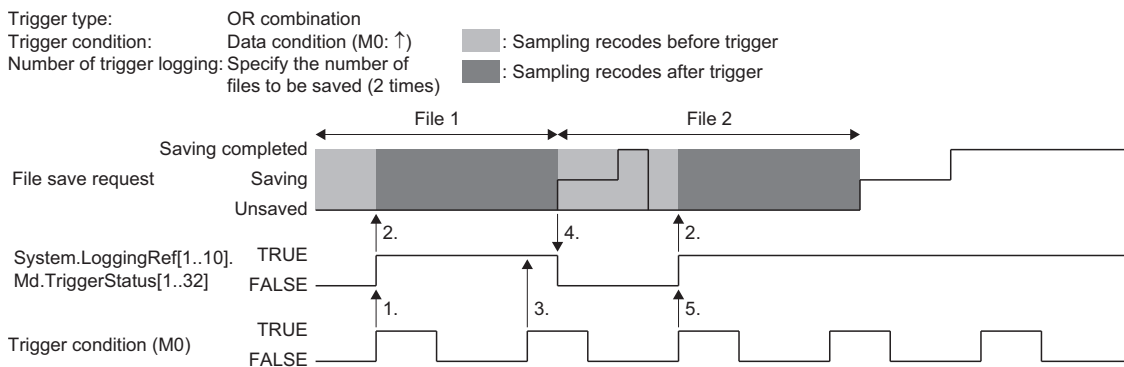 Trigger type: OR combination
Trigger condition: Data condition (M0: ↑)
: Sampling recodes before trigger
Number of trigger logging: Specify the number of
files to be saved (2 times)
: Sampling recodes after trigger
File 1 File 2
Saving completed
File save request Saving
Unsaved
2. 4. 2.
System.LoggingRef[1..10]. TRUE
Md.TriggerStatus[1..32] FALSE
1. 3. 5.
TRUE
Trigger condition (M0)
FALSE